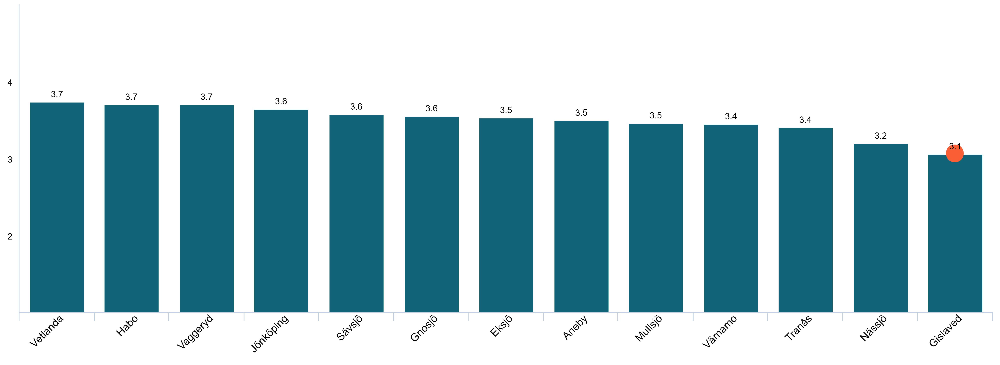 4
3
2
3.7
3.7
3.7
3.6
3.6
3.6
3.5
3.5
3.5
3.4
3.4
3.2
3.1
Vetlanda
Habo
Vaggeryd
Jönköping
Sävsjö
Gnosjö
Eksjö
Aneby
Mullsjö
Värnamo
Tranås
Nässjö
Gislaved